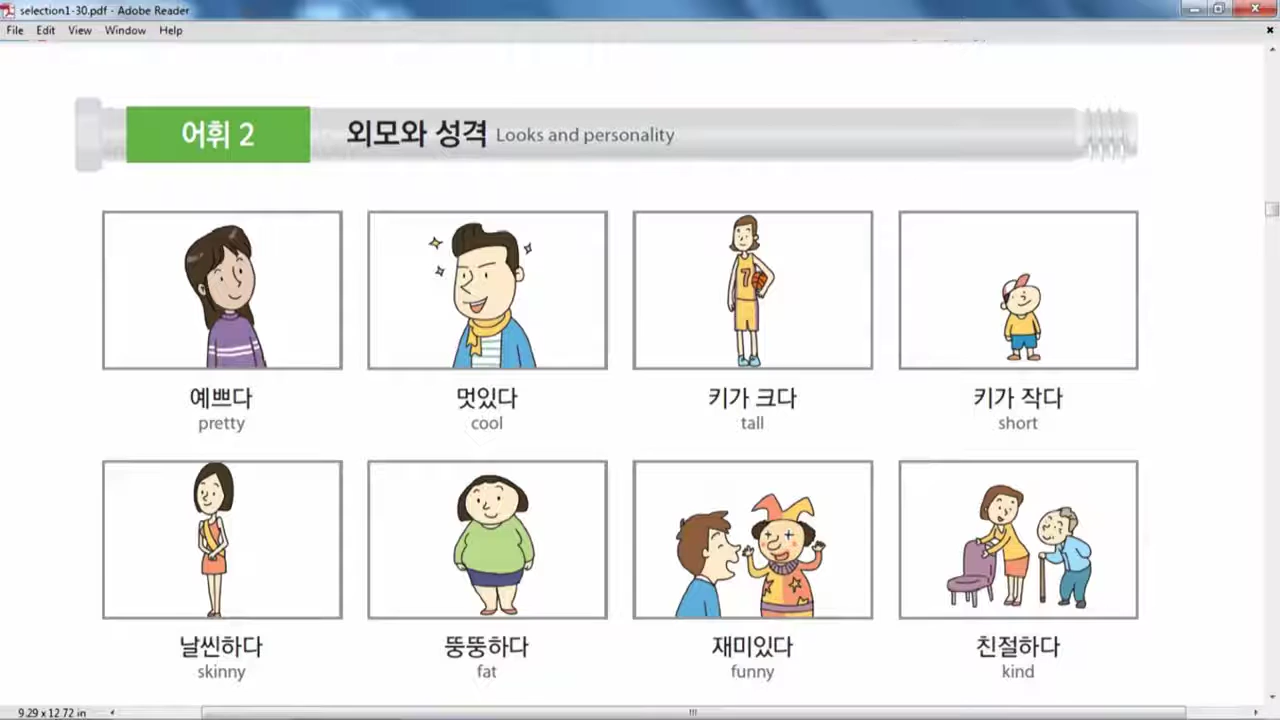 selection1-30.pdf - Adobe Reader
File Edit View Window Help
어휘 2
외모와 성격 Looks and personality
7
예쁘다 멋있다 키가 크다 키가 작다
pretty cool tall short
날씬하다 뚱뚱하다 재미있다 친절하다
skinny fat funny kind
9.29 x 12.72 in